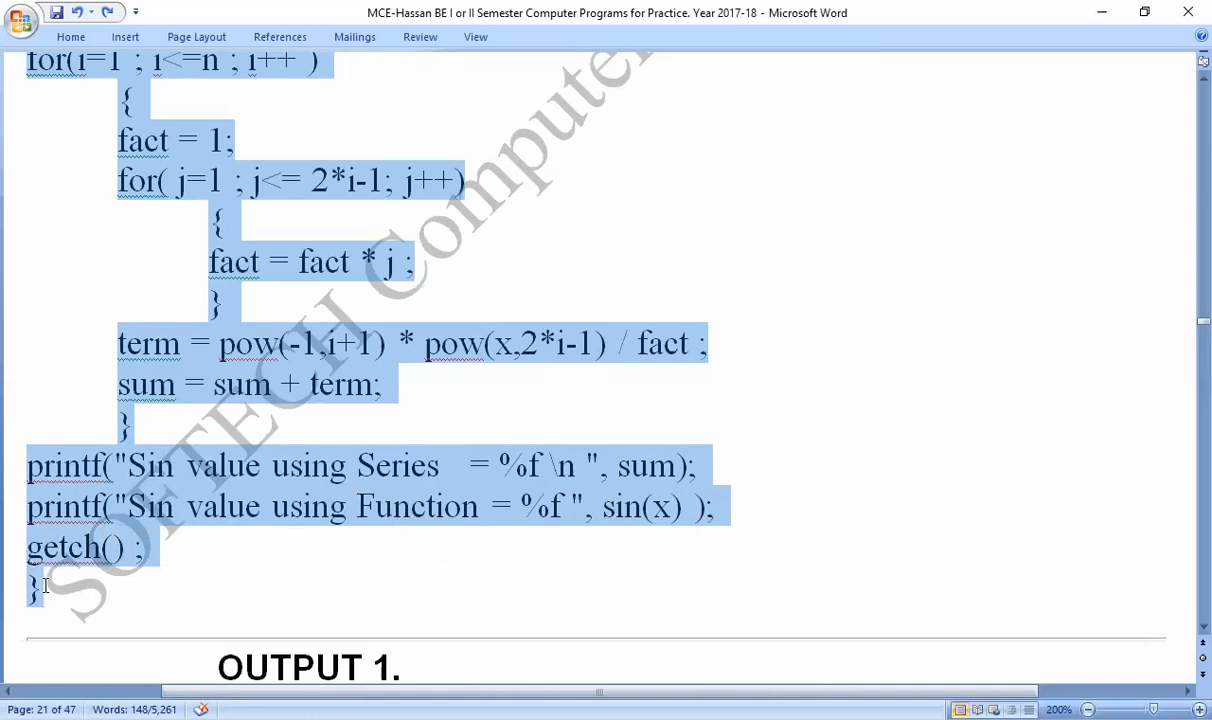 MCE-Hassan BE I or II Semester Computer Programs for Practice. Year 2017-18 - Microsoft Word
Home Insert Page Layout References Mailings Review View
for(i=1 ; i<=n ; i++ )
{
fact = 1;
for( j=1 ; j<= 2*i-1; j++)
{
fact = fact * j ;
}
term = pow(-1,i+1) * pow(x,2*i-1) / fact ;
sum = sum + term;
}
printf("Sin value using Series = %f \n ", sum);
printf("Sin value using Function = %f ", sin(x) );
getch() ;
}
SOFTECH Computer
OUTPUT 1.
Page: 21 of 47 Words: 148/5,261 200%